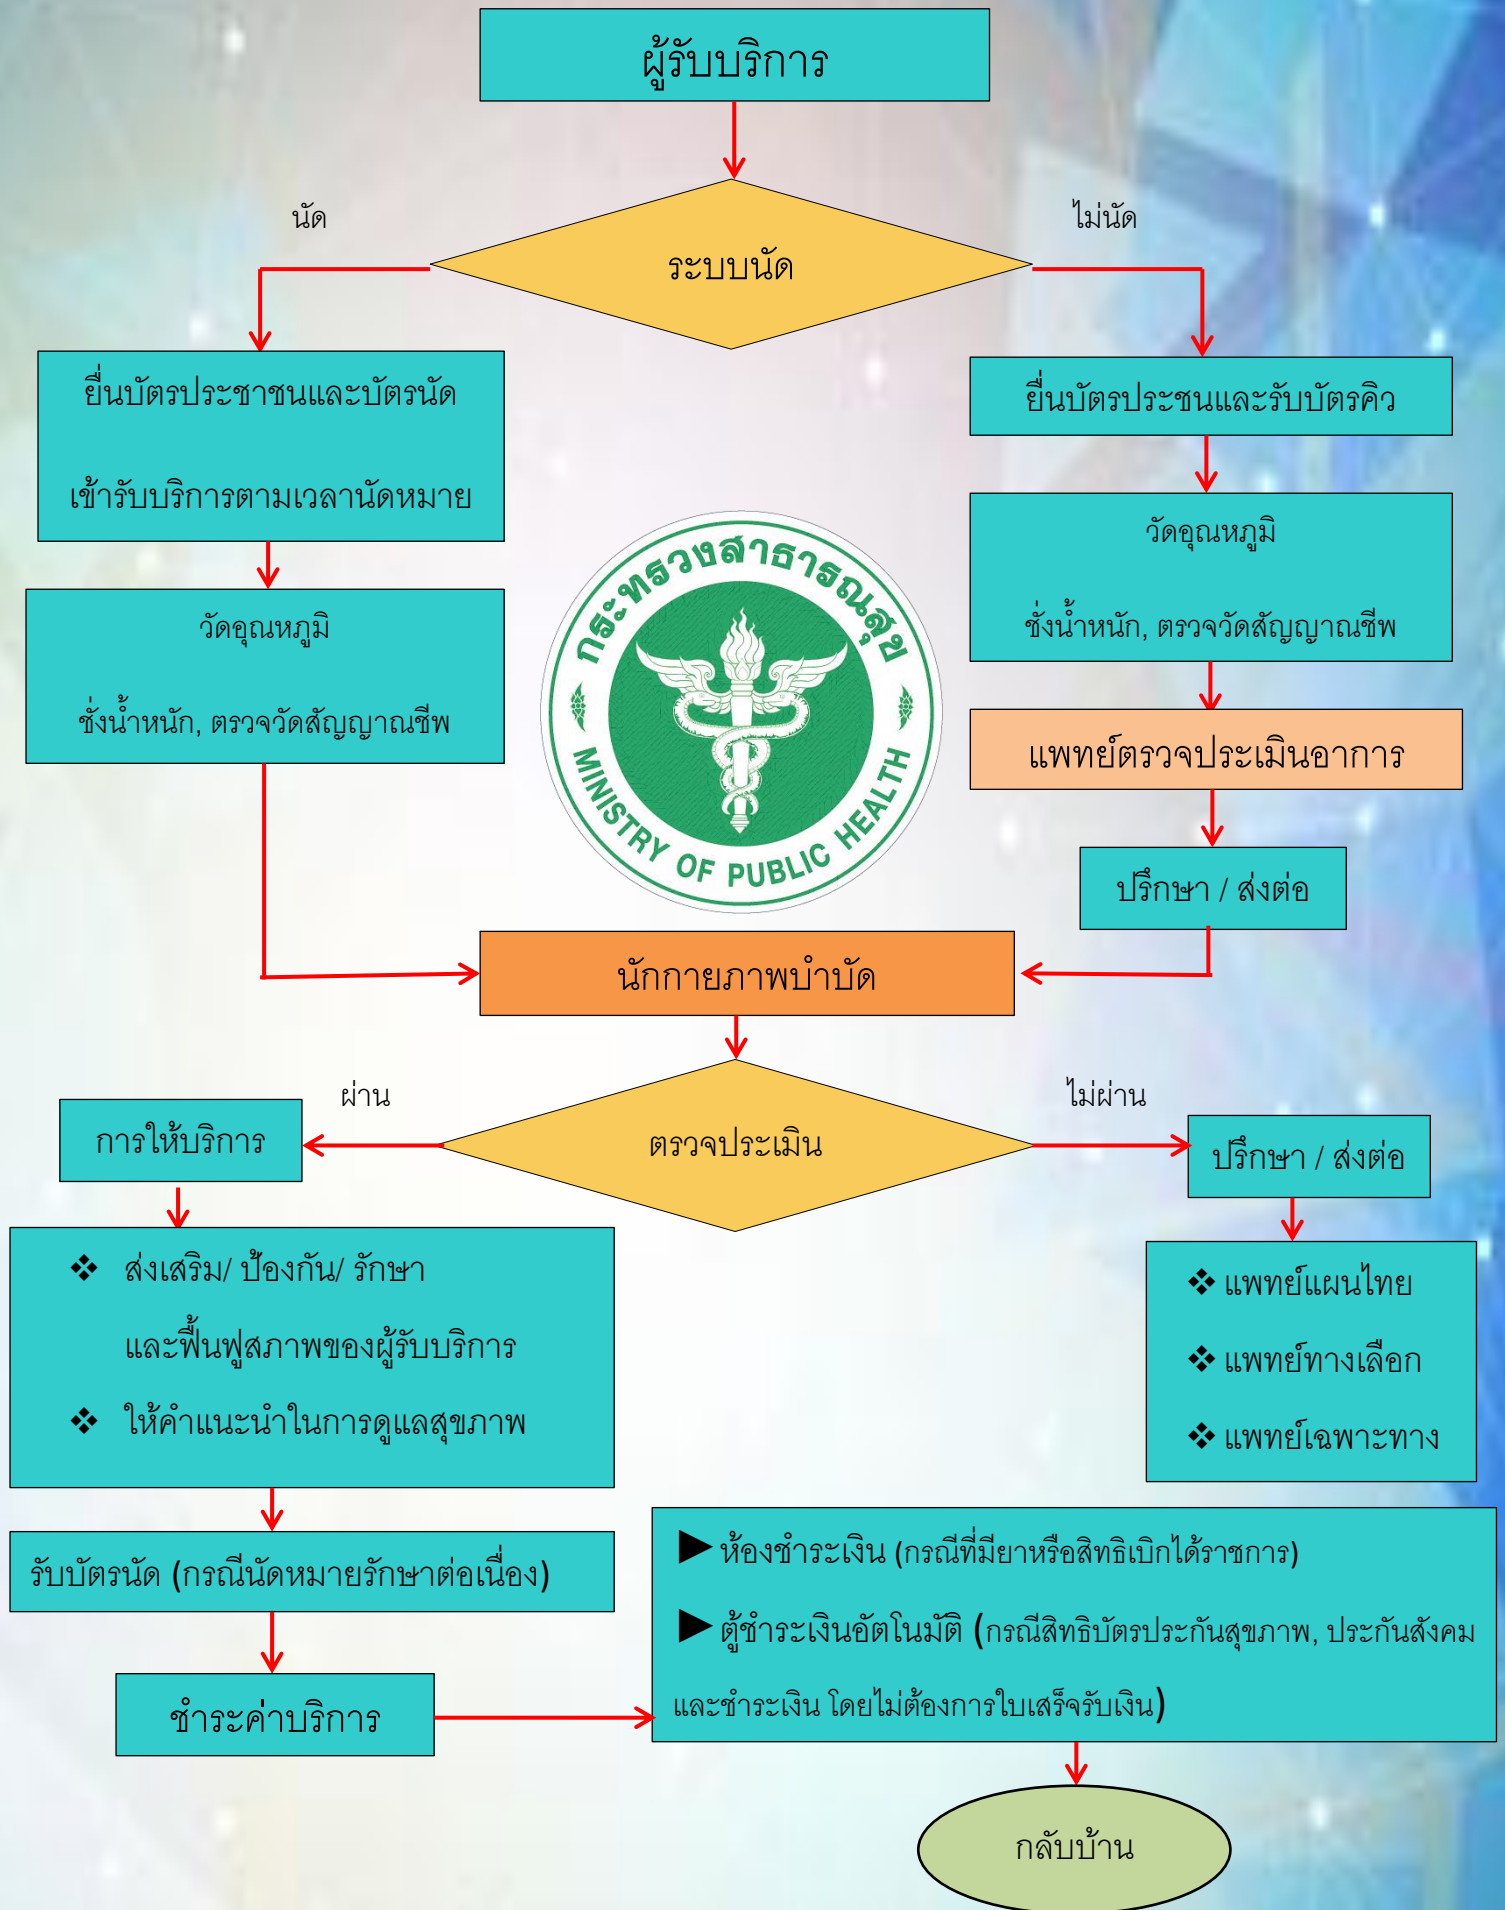 ผู้รับบริการ
นัด
ไม่นัด
ระบบนัด
ยื่นบัตรประชาชนและบัตรนัด
เข้ารับบริการตามเวลานัดหมาย
ยื่นบัตรประชนและรับบัตรคิว
วัดอุณหภูมิ
ชั่งน้ำหนัก, ตรวจวัดสัญญาณชีพ
วัดอุณหภูมิ
ชั่งน้ำหนัก, ตรวจวัดสัญญาณชีพ
กระทรวงสาธารณสุข
MINISTRY OF PUBLIC HEALTH
แพทย์ตรวจประเมินอาการ
ปรึกษา / ส่งต่อ
นักกายภาพบำบัด
ผ่าน
ไม่ผ่าน
ตรวจประเมิน
การให้บริการ
ปรึกษา / ส่งต่อ
❖ ส่งเสริม/ ป้องกัน/ รักษา
และฟื้นฟูสภาพของผู้รับบริการ
❖ ให้คำแนะนำในการดูแลสุขภาพ
❖ แพทย์แผนไทย
❖ แพทย์ทางเลือก
❖ แพทย์เฉพาะทาง
รับบัตรนัด (กรณีนัดหมายรักษาต่อเนื่อง)
ชำระค่าบริการ
► ห้องชำระเงิน (กรณีที่มียาหรือสิทธิเบิกได้ราชการ)
► ตู้ชำระเงินอัตโนมัติ (กรณีสิทธิบัตรประกันสุขภาพ, ประกันสังคม
และชำระเงิน โดยไม่ต้องการใบเสร็จรับเงิน)
กลับบ้าน